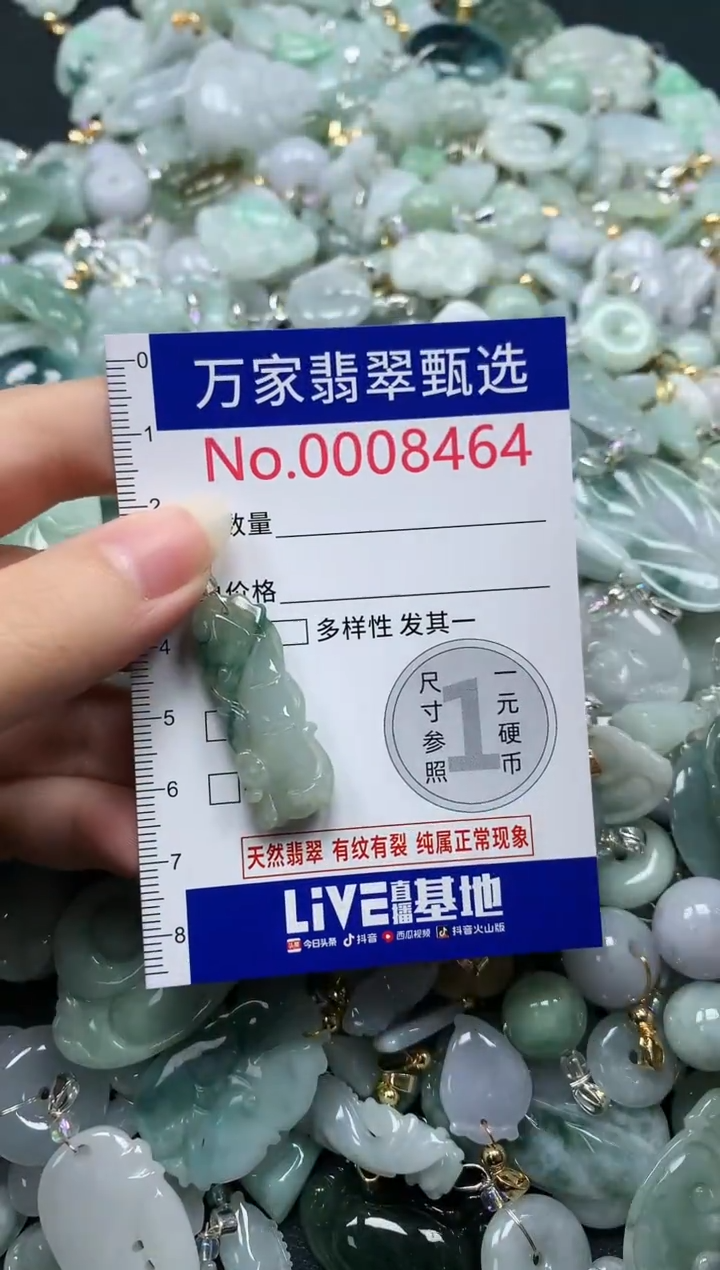 万家翡翠甄选
No.0008464
0
1
2
数量
价格
多样性 发其一
4
5
6
7
8
尺寸参照
1
一元硬币
天然翡翠 有纹有裂 纯属正常现象
LiVE直播基地
头条 今日头条 抖音 西瓜视频 抖音火山版